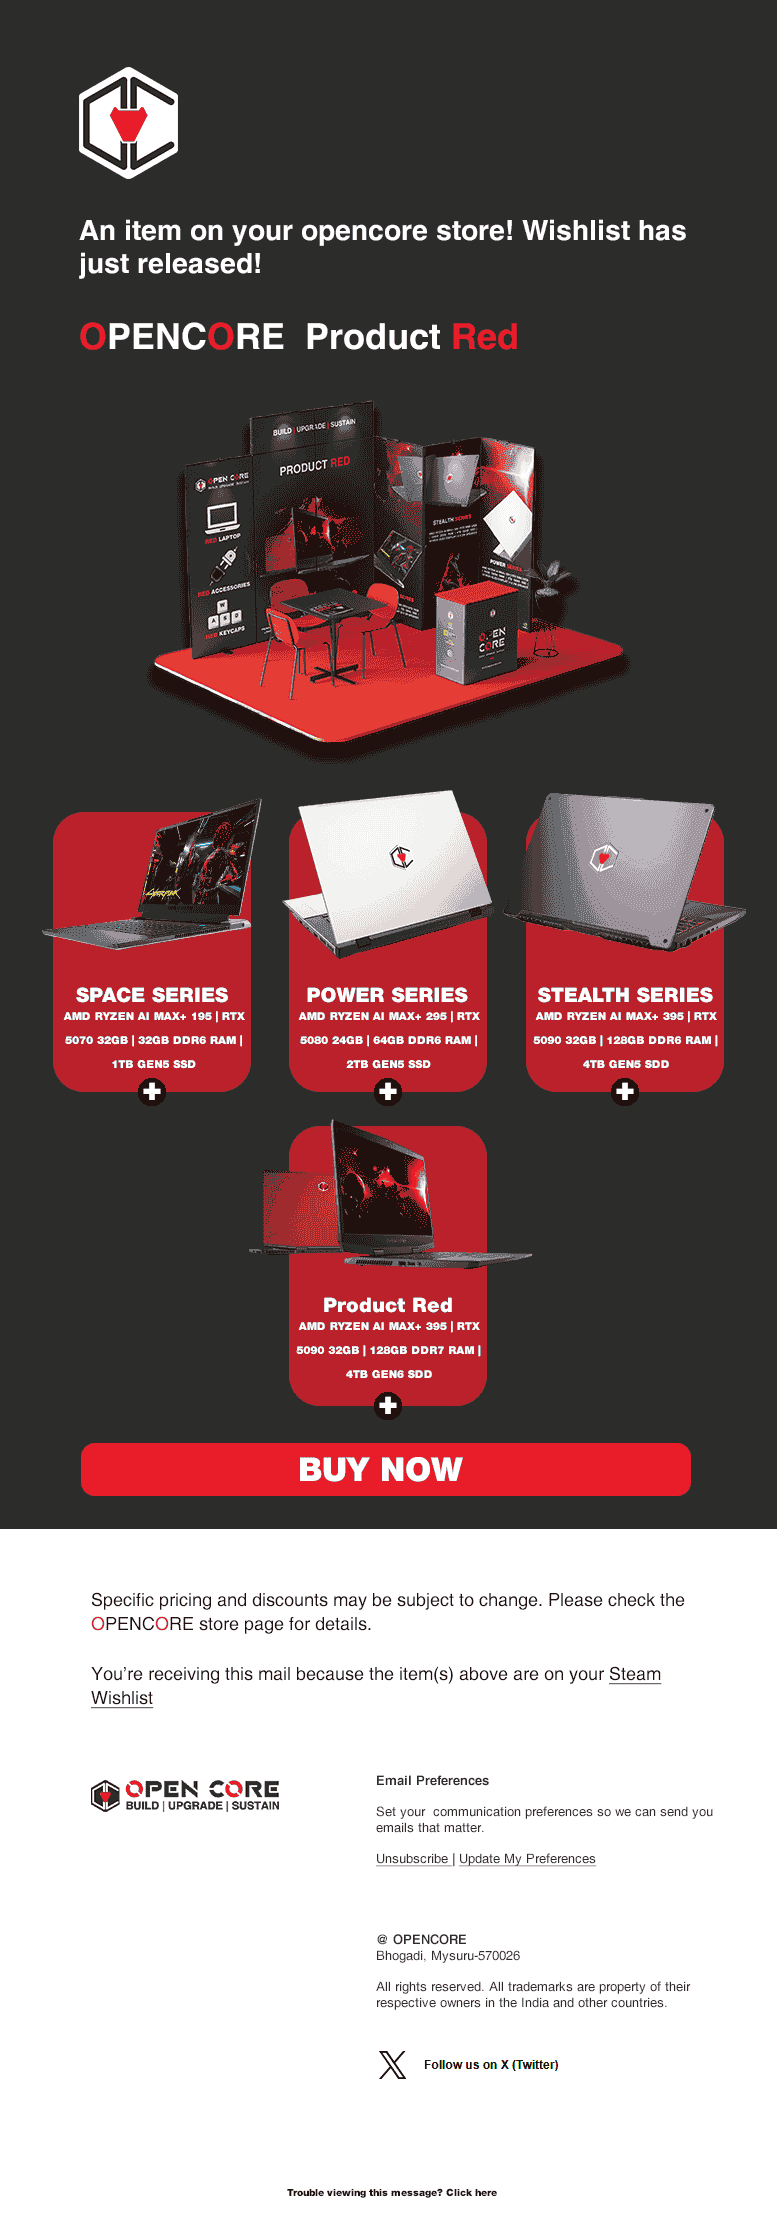 An item on your opencore store! Wishlist has
just released!
OPENCORE Product Red
BUILD | UPGRADE | SUSTAIN
PRODUCT RED
OPEN CORE
BUILD UPGRADE SUSTAIN
RED LAPTOP
RED ACCESSORIES
W
A S D
RED KEYCAPS
STEALTH SERIES
POWER SERIES
OPEN
CORE
SPACE SERIES
AMD RYZEN AI MAX+ 195 | RTX
5070 32GB | 32GB DDR6 RAM |
1TB GEN5 SSD
POWER SERIES
AMD RYZEN AI MAX+ 295 | RTX
5080 24GB | 64GB DDR6 RAM |
2TB GEN5 SSD
STEALTH SERIES
AMD RYZEN AI MAX+ 395 | RTX
5090 32GB | 128GB DDR6 RAM |
4TB GEN5 SDD
Product Red
AMD RYZEN AI MAX+ 395 | RTX
5090 32GB | 128GB DDR7 RAM |
4TB GEN6 SDD
BUY NOW
Specific pricing and discounts may be subject to change. Please check the
OPENCORE store page for details.
You're receiving this mail because the item(s) above are on your Steam
Wishlist
OPEN CORE
BUILD | UPGRADE | SUSTAIN
Email Preferences
Set your communication preferences so we can send you
emails that matter.
Unsubscribe | Update My Preferences
@ OPENCORE
Bhogadi, Mysuru-570026
All rights reserved. All trademarks are property of their
respective owners in the India and other countries.
Follow us on X (Twitter)
Trouble viewing this message? Click here